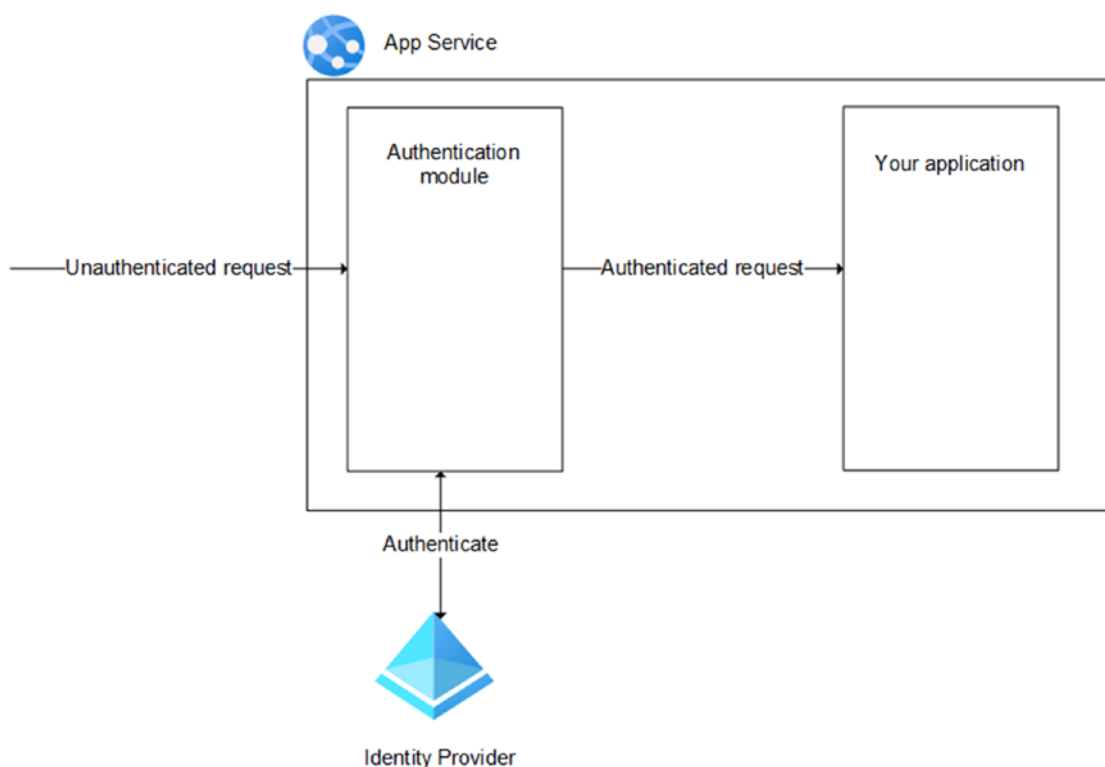 App Service
Authentication
module
Your application
Unauthenticated request
Authenticated request
Authenticate
Identity Provider